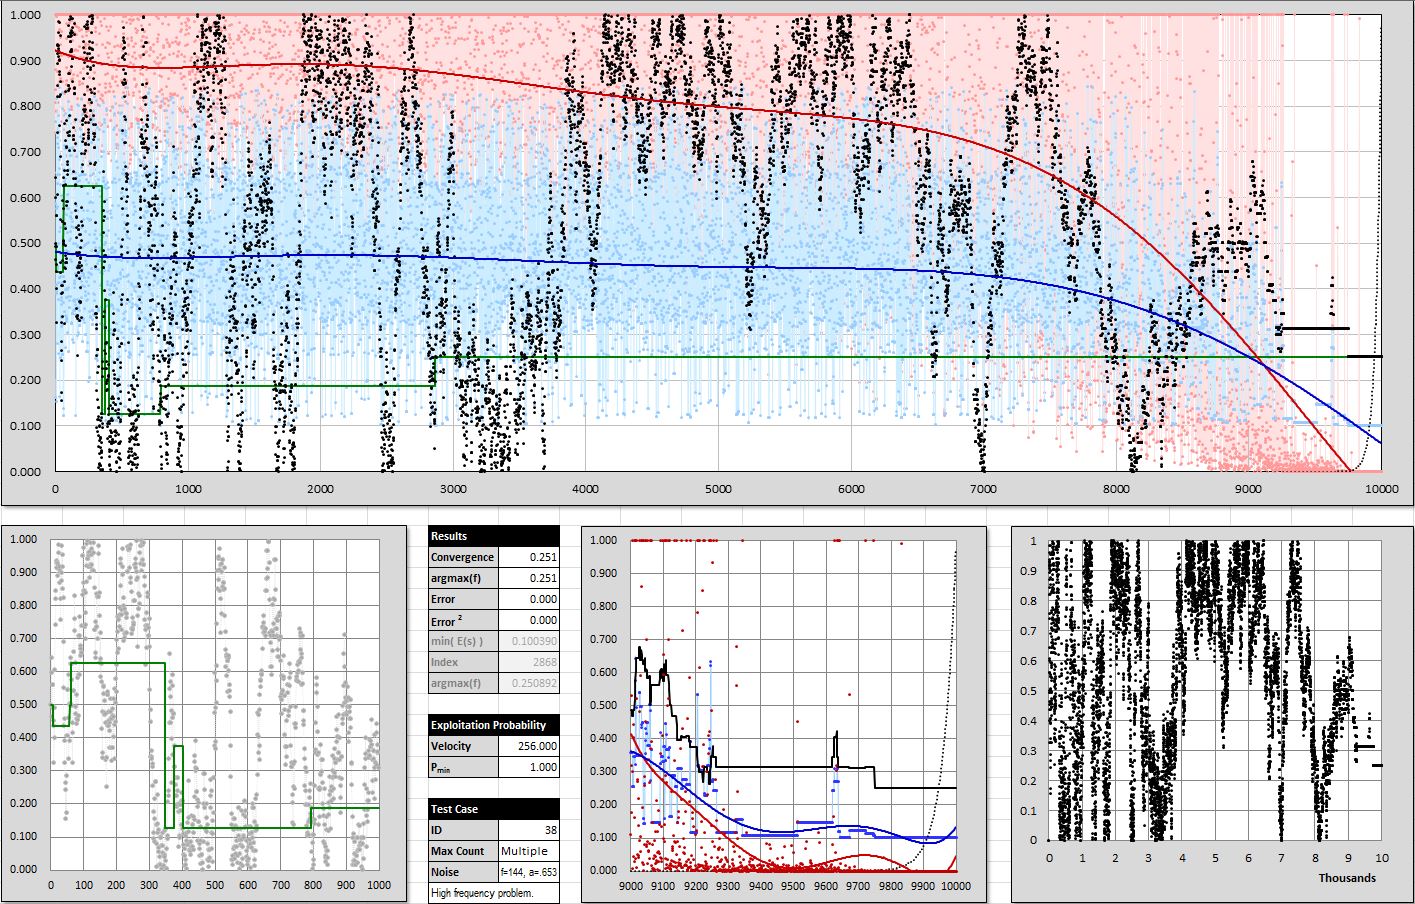 1.000
0.900
0.800
0.700
0.600
0.500
0.400
0.300
0.200
0.100
0.000
0 1000 2000 3000 4000 5000 6000 7000 8000 9000 10000
1.000
0.900
0.800
0.700
0.600
0.500
0.400
0.300
0.200
0.100
0.000
0 100 200 300 400 500 600 700 800 900 1000
Results
Convergence 0.251
argmax(f) 0.251
Error 0.000
Error ² 0.000
min( E(s) ) 0.100390
Index 2868
argmax(f) 0.250892
Exploitation Probability
Velocity 256.000
Pmin 1.000
Test Case
ID 38
Max Count Multiple
Noise f=144, a=.653
High frequency problem.
1.000
0.900
0.800
0.700
0.600
0.500
0.400
0.300
0.200
0.100
0.000
9000 9100 9200 9300 9400 9500 9600 9700 9800 9900 10000
1
0.9
0.8
0.7
0.6
0.5
0.4
0.3
0.2
0.1
0
0 1 2 3 4 5 6 7 8 9 10
Thousands